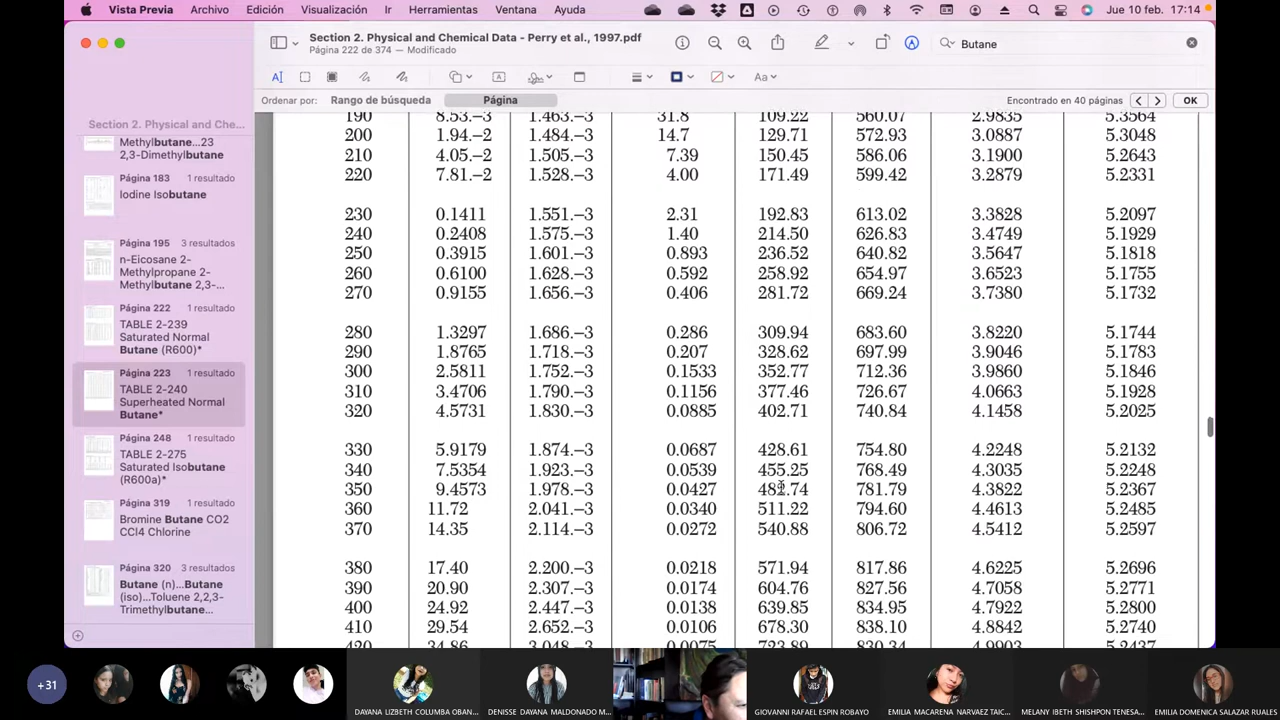 Vista Previa Archivo Edición Visualización Ir Herramientas Ventana Ayuda Jue 10 feb. 17:14
Section 2. Physical and Chemical Data - Perry et al., 1997.pdf
Página 222 de 374 — Modificado
Butane
Aa
Ordenar por: Rango de búsqueda Página Encontrado en 40 páginas OK
Section 2. Physical and Che...
Methylbutane...23
2,3-Dimethylbutane
Página 183 1 resultado
Iodine Isobutane
Página 195 3 resultados
n-Eicosane 2-
Methylpropane 2-
Methylbutane 2,3-...
Página 222 1 resultado
TABLE 2-239
Saturated Normal
Butane (R600)*
Página 223 1 resultado
TABLE 2-240
Superheated Normal
Butane*
Página 248 1 resultado
TABLE 2-275
Saturated Isobutane
(R600a)*
Página 319 1 resultado
Bromine Butane CO2
CCl4 Chlorine
Página 320 3 resultados
Butane (n)...Butane
(iso)...Toluene 2,2,3-
Trimethylbutane...
190 8.53.–3 1.463.–3 31.8 109.22 560.07 2.9835 5.3564
200 1.94.–2 1.484.–3 14.7 129.71 572.93 3.0887 5.3048
210 4.05.–2 1.505.–3 7.39 150.45 586.06 3.1900 5.2643
220 7.81.–2 1.528.–3 4.00 171.49 599.42 3.2879 5.2331
230 0.1411 1.551.–3 2.31 192.83 613.02 3.3828 5.2097
240 0.2408 1.575.–3 1.40 214.50 626.83 3.4749 5.1929
250 0.3915 1.601.–3 0.893 236.52 640.82 3.5647 5.1818
260 0.6100 1.628.–3 0.592 258.92 654.97 3.6523 5.1755
270 0.9155 1.656.–3 0.406 281.72 669.24 3.7380 5.1732
280 1.3297 1.686.–3 0.286 309.94 683.60 3.8220 5.1744
290 1.8765 1.718.–3 0.207 328.62 697.99 3.9046 5.1783
300 2.5811 1.752.–3 0.1533 352.77 712.36 3.9860 5.1846
310 3.4706 1.790.–3 0.1156 377.46 726.67 4.0663 5.1928
320 4.5731 1.830.–3 0.0885 402.71 740.84 4.1458 5.2025
330 5.9179 1.874.–3 0.0687 428.61 754.80 4.2248 5.2132
340 7.5354 1.923.–3 0.0539 455.25 768.49 4.3035 5.2248
350 9.4573 1.978.–3 0.0427 482.74 781.79 4.3822 5.2367
360 11.72 2.041.–3 0.0340 511.22 794.60 4.4613 5.2485
370 14.35 2.114.–3 0.0272 540.88 806.72 4.5412 5.2597
380 17.40 2.200.–3 0.0218 571.94 817.86 4.6225 5.2696
390 20.90 2.307.–3 0.0174 604.76 827.56 4.7058 5.2771
400 24.92 2.447.–3 0.0138 639.85 834.95 4.7922 5.2800
410 29.54 2.652.–3 0.0106 678.30 838.10 4.8842 5.2740
420 34.86 3.048.–3 0.0075 723.89 830.34 4.9903 5.2437
+31
DAYANA LIZBETH COLUMBA OBAN... DENISSE DAYANA MALDONADO M... GIOVANNI RAFAEL ESPIN ROBAYO EMILIA MACARENA NARVAEZ TAIC... MELANY IBETH SHISHPON TENESA... EMILIA DOMENICA SALAZAR RUALES